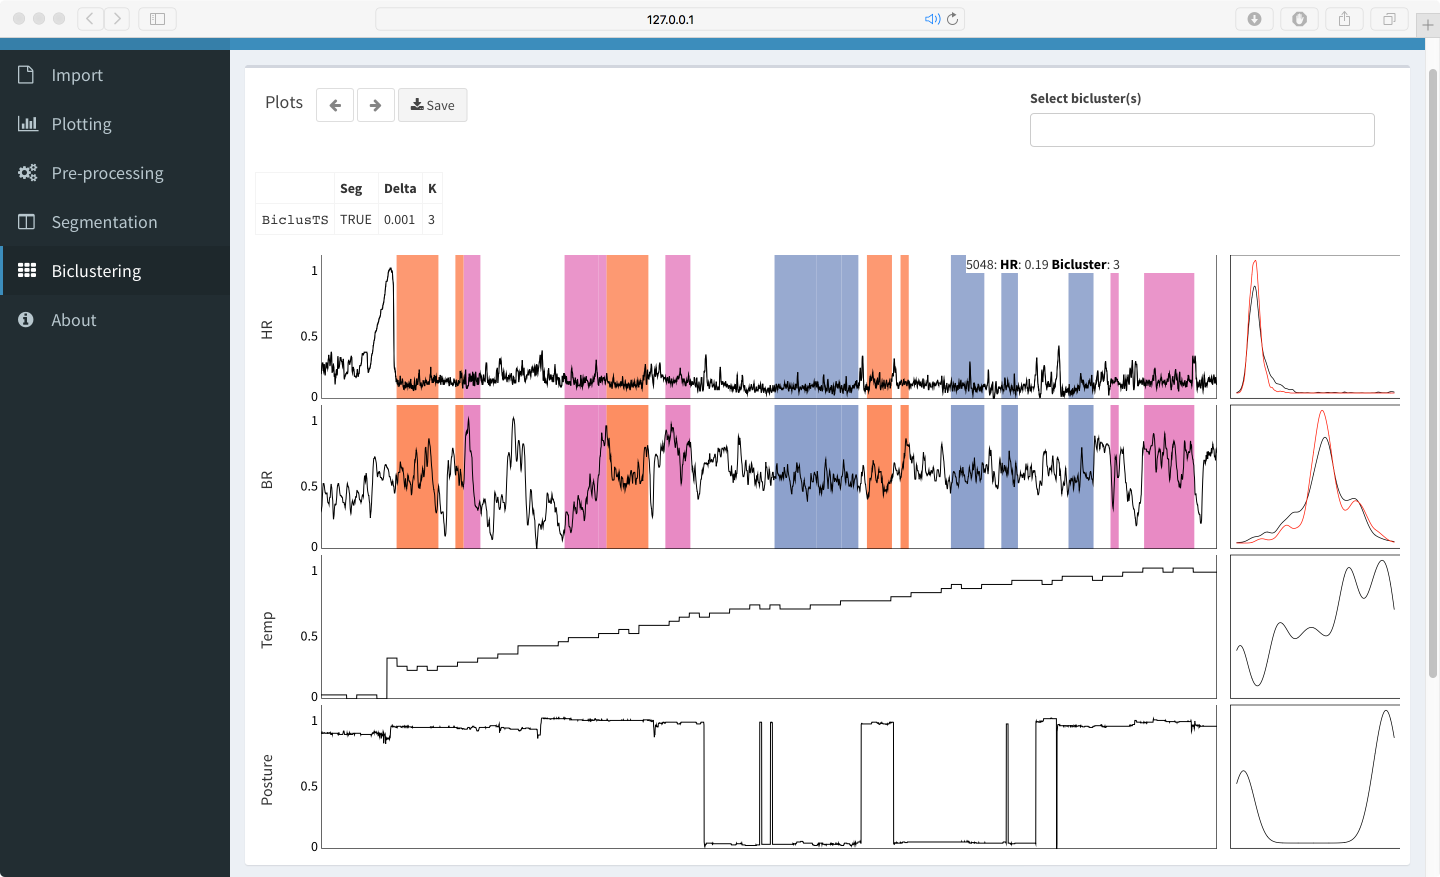 127.0.0.1
Import
Plotting
Pre-processing
Segmentation
Biclustering
About
Plots
Save
Select bicluster(s)
Seg Delta K
BiclusTS TRUE 0.001 3
5048: HR: 0.19 Bicluster: 3
HR
1
0.5
0
BR
1
0.5
0
Temp
1
0.5
0
Posture
1
0.5
0